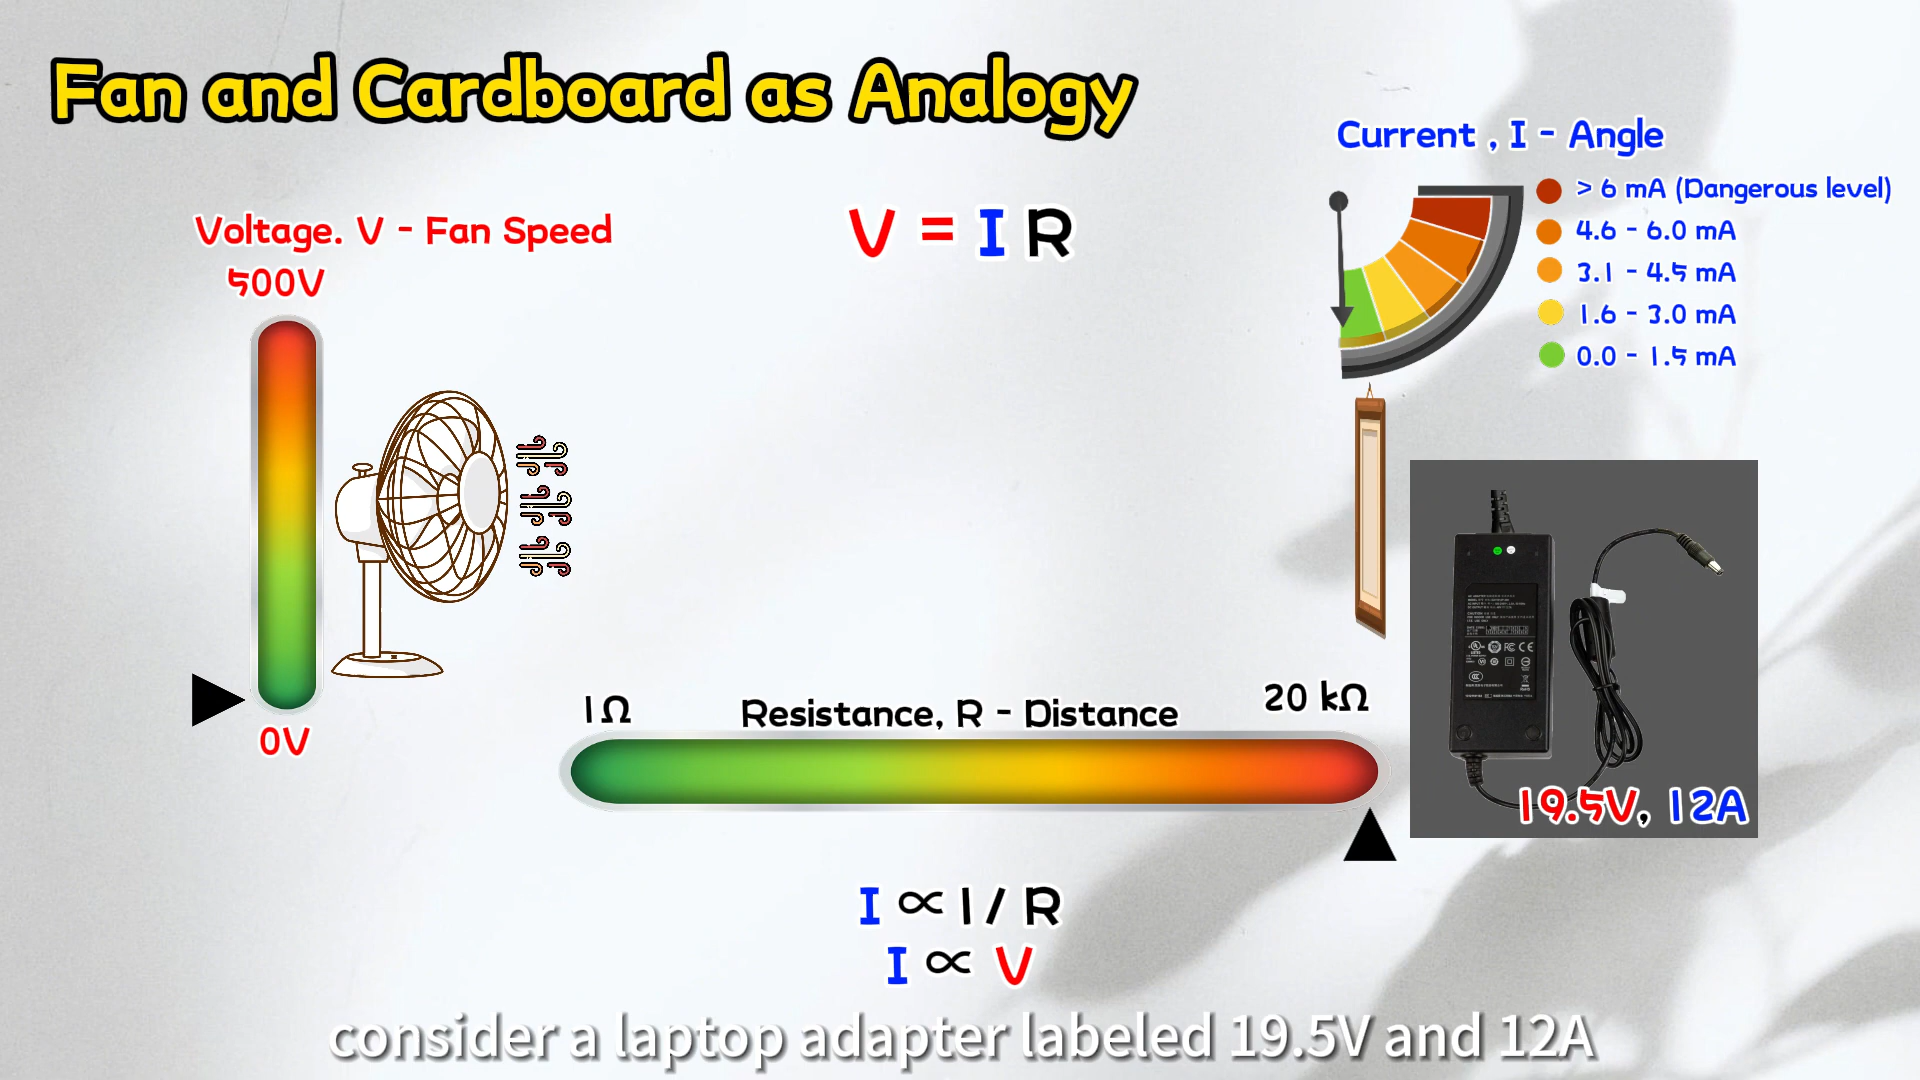 Fan and Cardboard as Analogy
Current , I - Angle
> 6 mA (Dangerous level)
4.6 - 6.0 mA
3.1 - 4.5 mA
1.6 - 3.0 mA
0.0 - 1.5 mA
Voltage. V - Fan Speed
500V
V = I R
0V
1Ω
Resistance, R - Distance
20 kΩ
19.5V, 12A
I ∝ 1 / R
I ∝ V
consider a laptop adapter labeled 19.5V and 12A